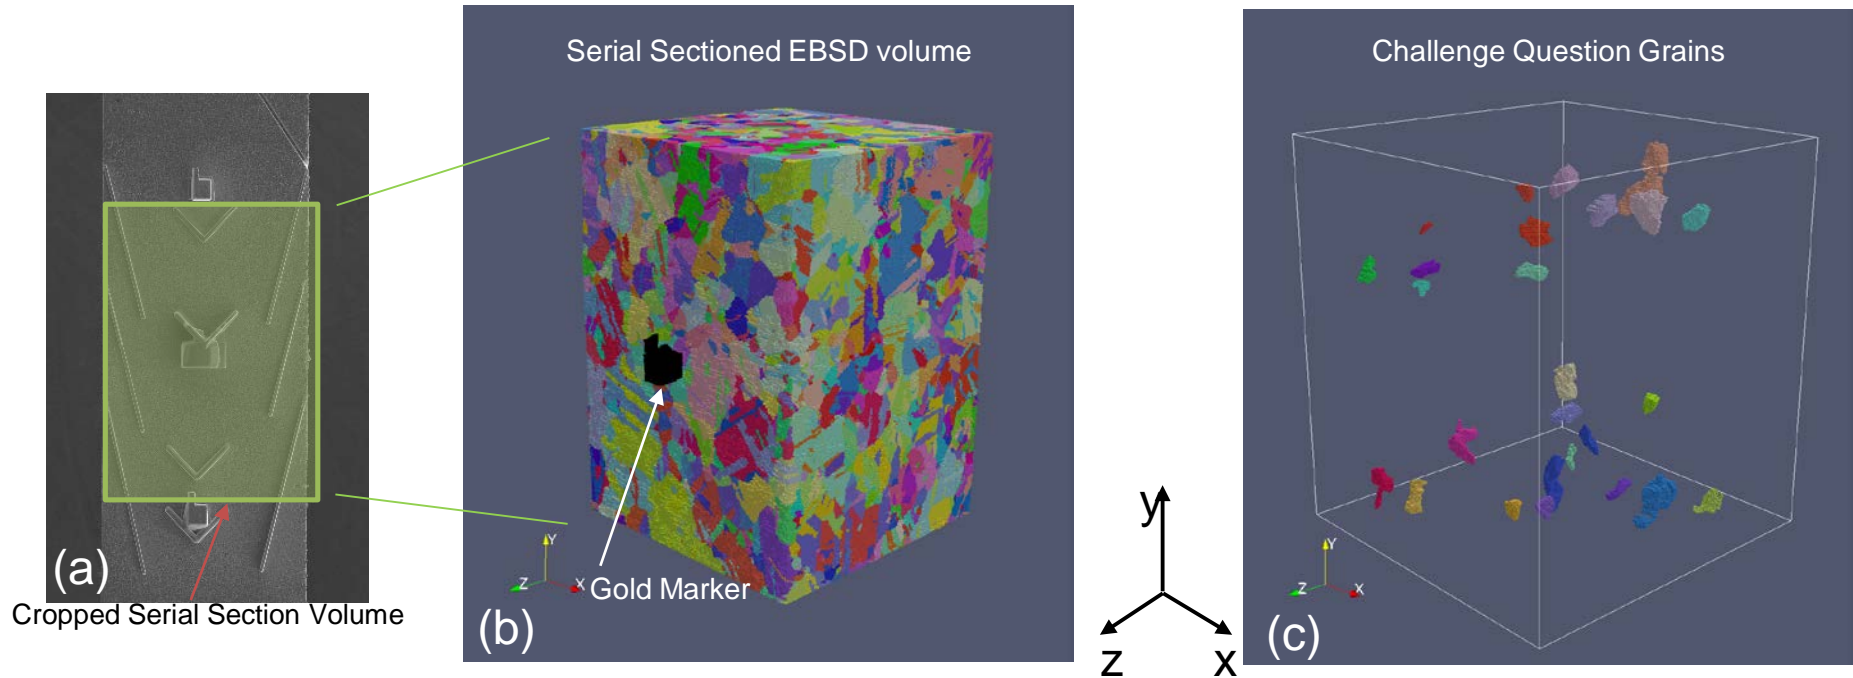 Serial Sectioned EBSD volume
Challenge Question Grains
(a)
Cropped Serial Section Volume
Y
Z
X
Gold Marker
(b)
y
z
x
Y
Z
X
(c)